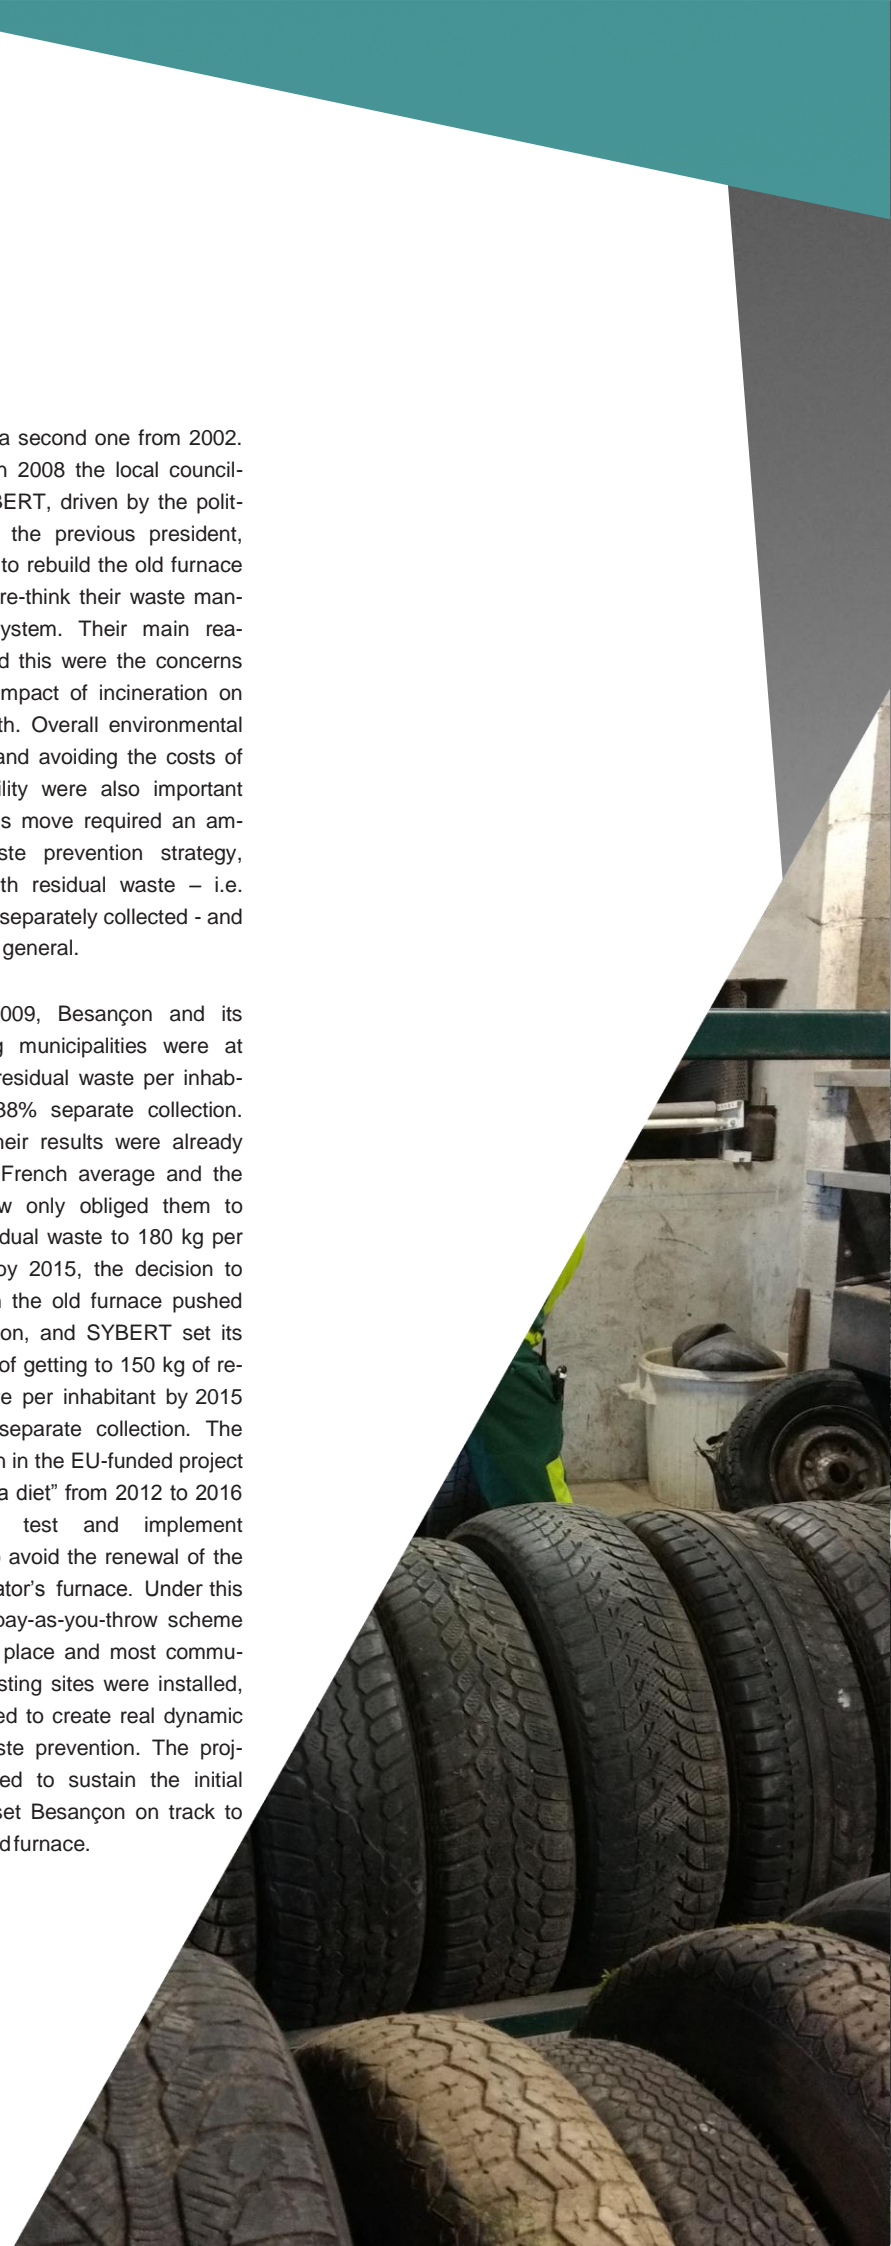 a second one from 2002.
2008 the local council-
BERT, driven by the polit-
the previous president,
to rebuild the old furnace
re-think their waste man-
ystem. Their main rea-
d this were the concerns
mpact of incineration on
th. Overall environmental
and avoiding the costs of
ility were also important
s move required an am-
ste prevention strategy,
th residual waste – i.e.
separately collected - and
general.
009, Besançon and its
g municipalities were at
residual waste per inhab-
38% separate collection.
heir results were already
French average and the
w only obliged them to
dual waste to 180 kg per
by 2015, the decision to
the old furnace pushed
on, and SYBERT set its
of getting to 150 kg of re-
e per inhabitant by 2015
separate collection. The
n in the EU-funded project
a diet” from 2012 to 2016
test and implement
avoid the renewal of the
ator’s furnace. Under this
pay-as-you-throw scheme
place and most commu-
sting sites were installed,
ed to create real dynamic
ste prevention. The proj-
ed to sustain the initial
set Besançon on track to
d furnace.